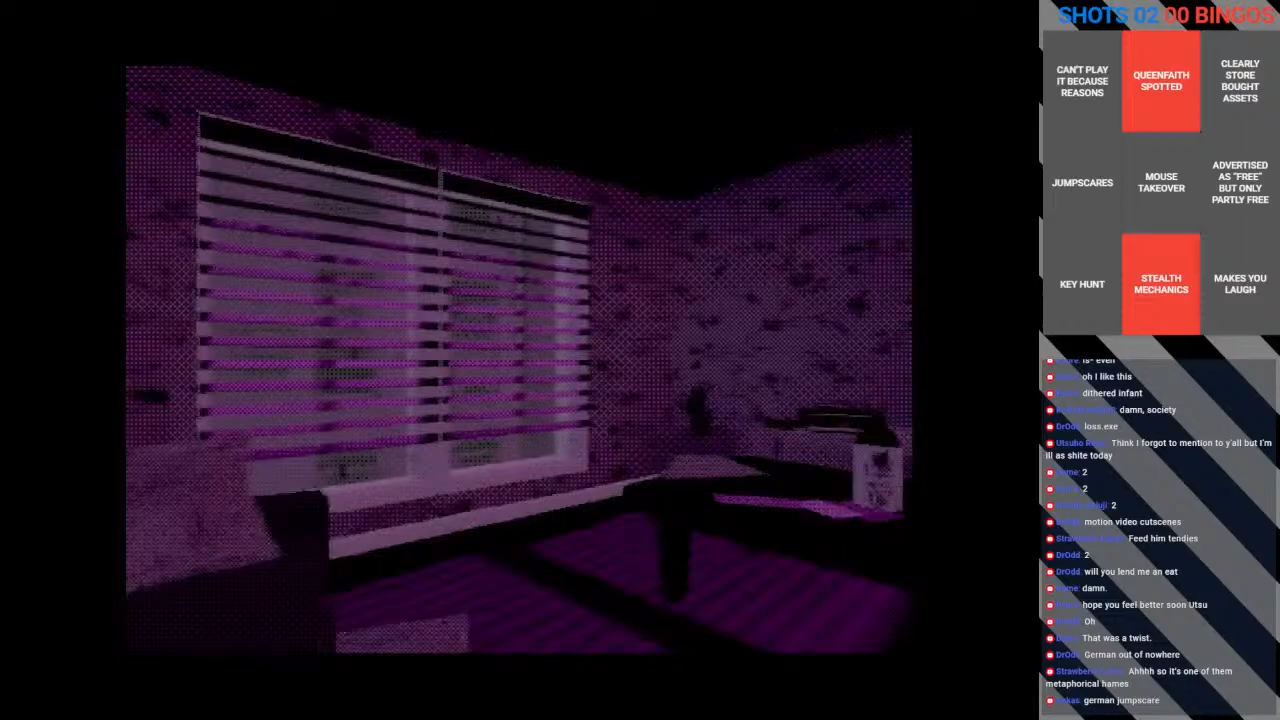 SHOTS 02 00 BINGOS
CAN'T PLAY
IT BECAUSE
REASONS
QUEENFAITH
SPOTTED
CLEARLY
STORE
BOUGHT
ASSETS
JUMPSCARES
MOUSE
TAKEOVER
ADVERTISED
AS "FREE"
BUT ONLY
PARTLY FREE
KEY HUNT
STEALTH
MECHANICS
MAKES YOU
LAUGH
is- even
oh I like this
dithered infant
damn, society
DrOdd: loss.exe
Utsuho Think I forgot to mention to y'all but I'm
ill as shite today
2
2
2
motion video cutscenes
Feed him tendies
DrOdd: 2
DrOdd: will you lend me an eat
damn.
hope you feel better soon Utsu
Oh
That was a twist.
DrOdd: German out of nowhere
Ahhhh so it's one of them
metaphorical hames
german jumpscare